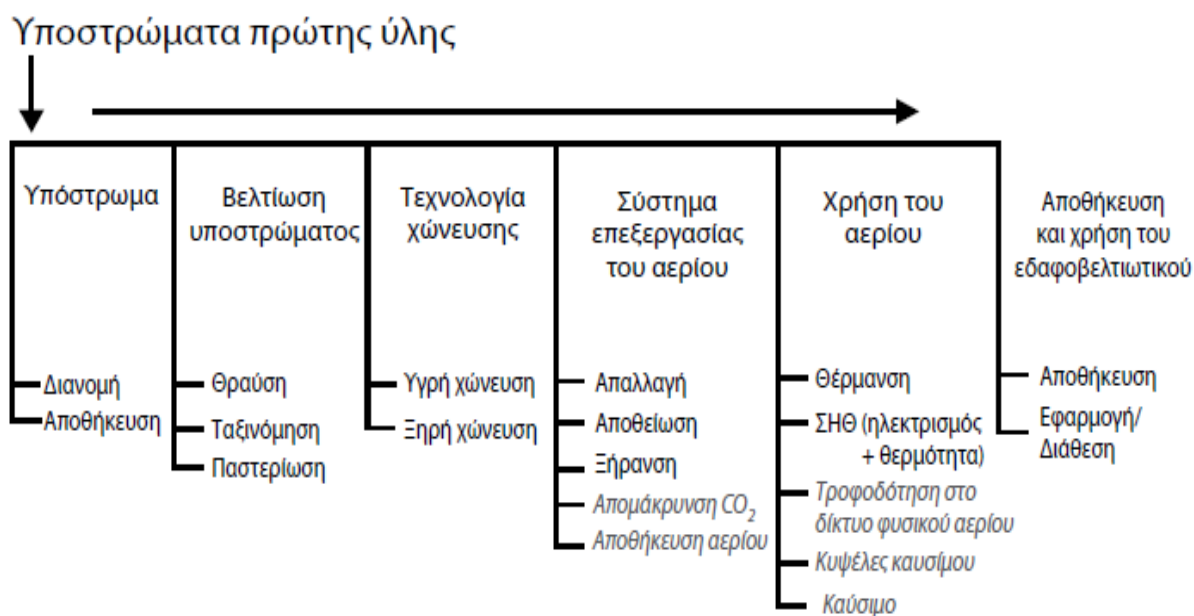 Υποστρώματα πρώτης ύλης
Υπόστρωμα
Διανομή
Αποθήκευση
Βελτίωση
υποστρώματος
Θραύση
Ταξινόμηση
Παστερίωση
Τεχνολογία
χώνευσης
Υγρή χώνευση
Ξηρή χώνευση
Σύστημα
επεξεργασίας
του αερίου
Απαλλαγή
Αποθείωση
Ξήρανση
Απομάκρυνση CO₂
Αποθήκευση αερίου
Χρήση του
αερίου
Θέρμανση
ΣΗΘ (ηλεκτρισμός
+ θερμότητα)
Τροφοδότηση στο
δίκτυο φυσικού αερίου
Κυψέλες καυσίμου
Καύσιμο
Αποθήκευση
και χρήση του
εδαφοβελτιωτικού
Αποθήκευση
Εφαρμογή/
Διάθεση